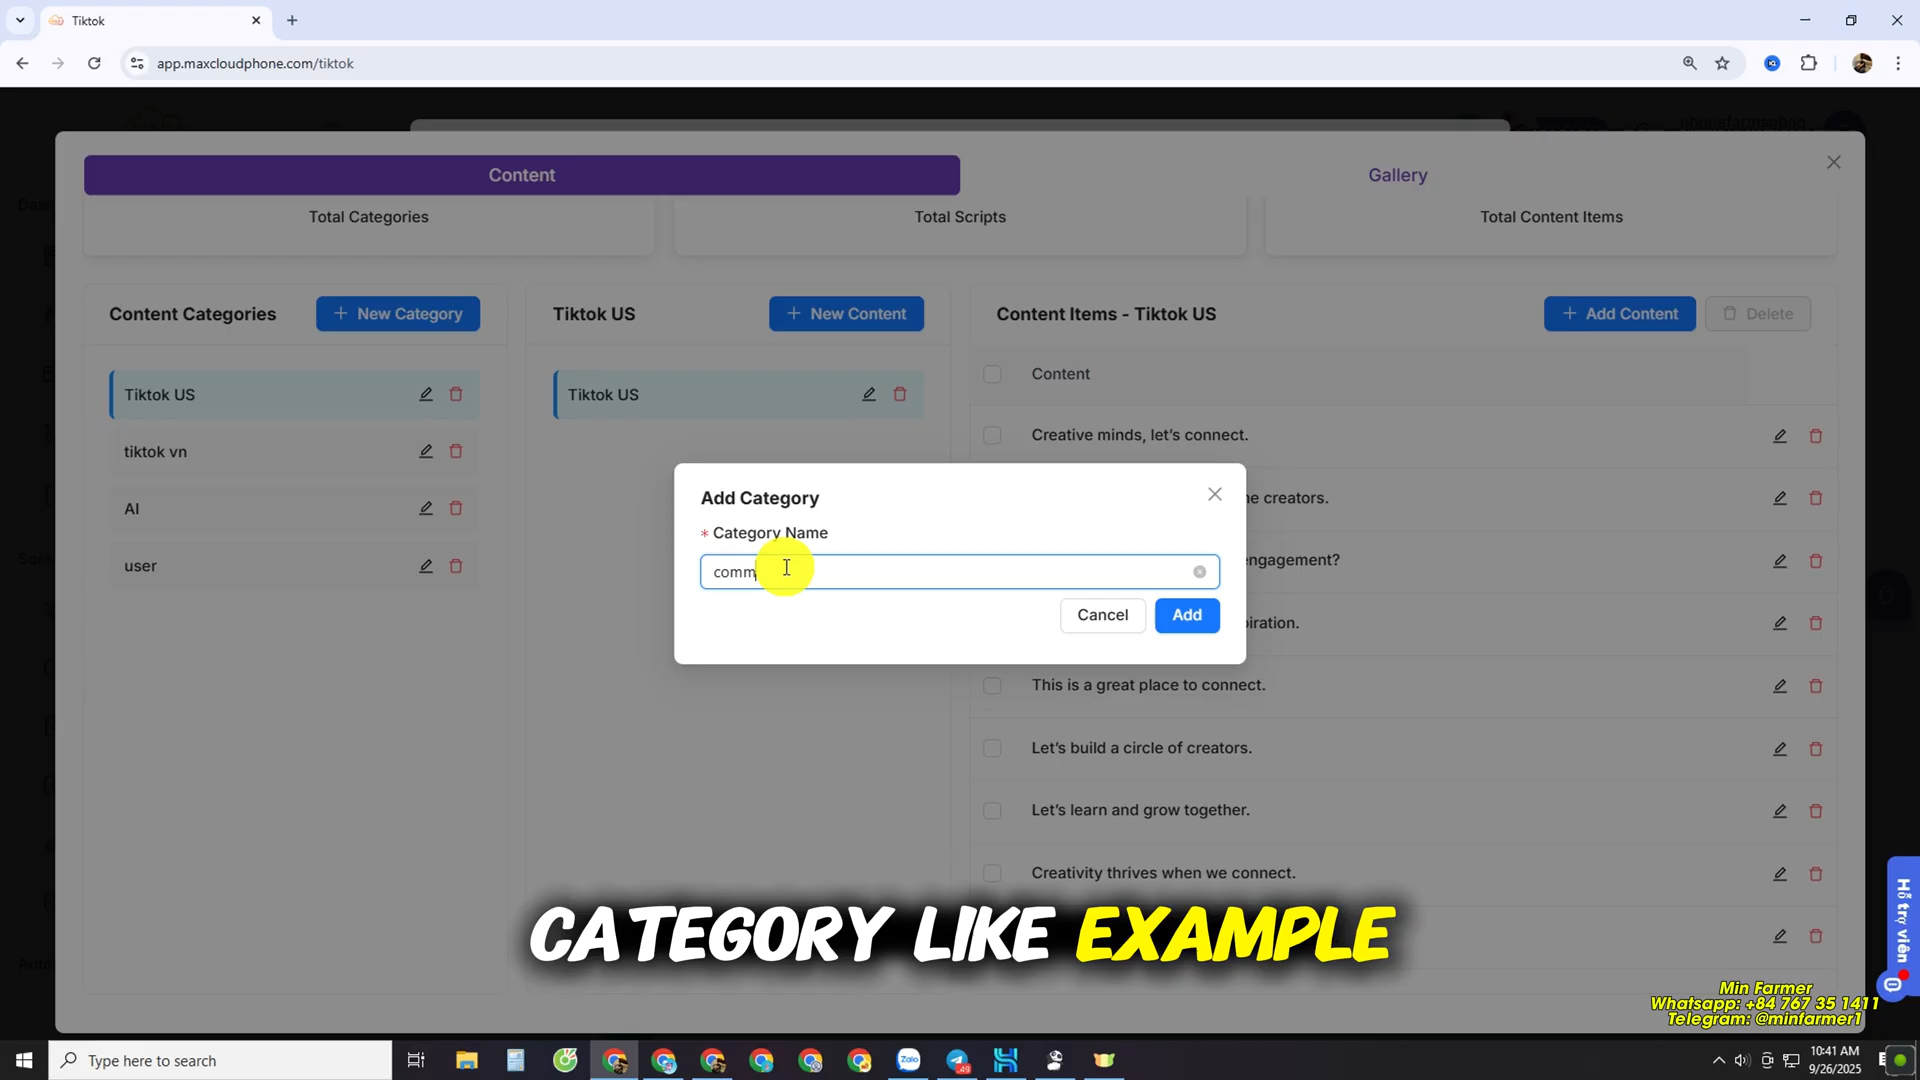 Tiktok
app.maxcloudphone.com/tiktok
Content
Gallery
Total Categories
Total Scripts
Total Content Items
Content Categories
+ New Category
Tiktok US
+ New Content
Content Items - Tiktok US
+ Add Content
Delete
Tiktok US
tiktok vn
AI
user
Tiktok US
Content
Creative minds, let's connect.
e creators.
engagement?
piration.
This is a great place to connect.
Let's build a circle of creators.
Let's learn and grow together.
Creativity thrives when we connect.
Add Category
* Category Name
comm
Cancel
Add
CATEGORY LIKE EXAMPLE
Hỗ trợ viên
Min Farmer
Whatsapp: +84 767 35 1411
Telegram: @minfarmer1
Type here to search
Zalo
49
10:41 AM
9/26/2025